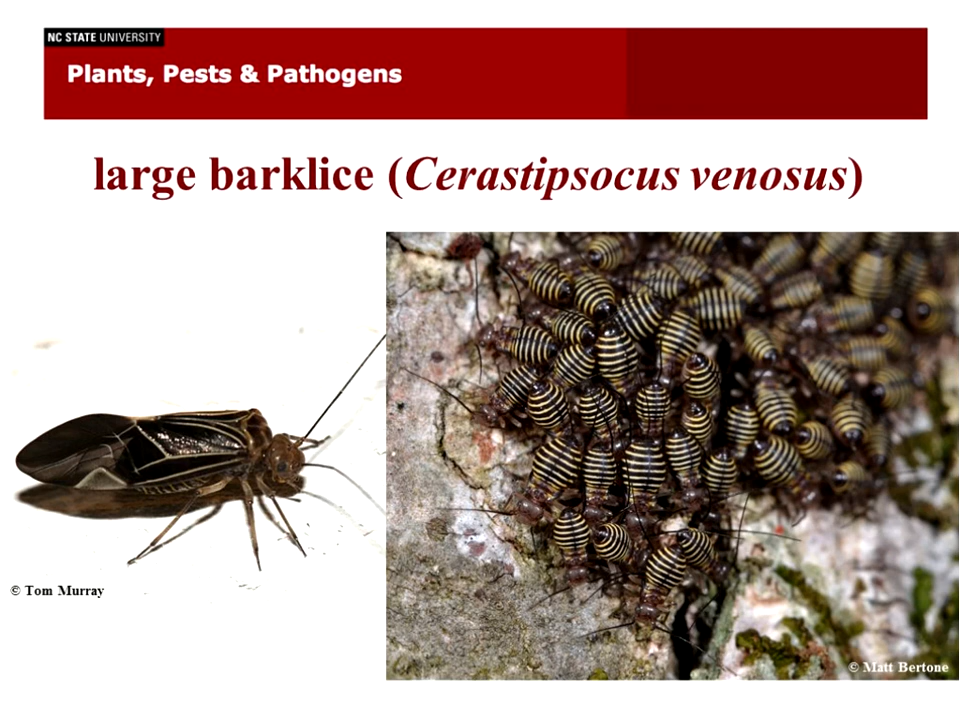 NC STATE UNIVERSITY
Plants, Pests & Pathogens
large barklice (Cerastipsocus venosus)
© Tom Murray
© Matt Bertone